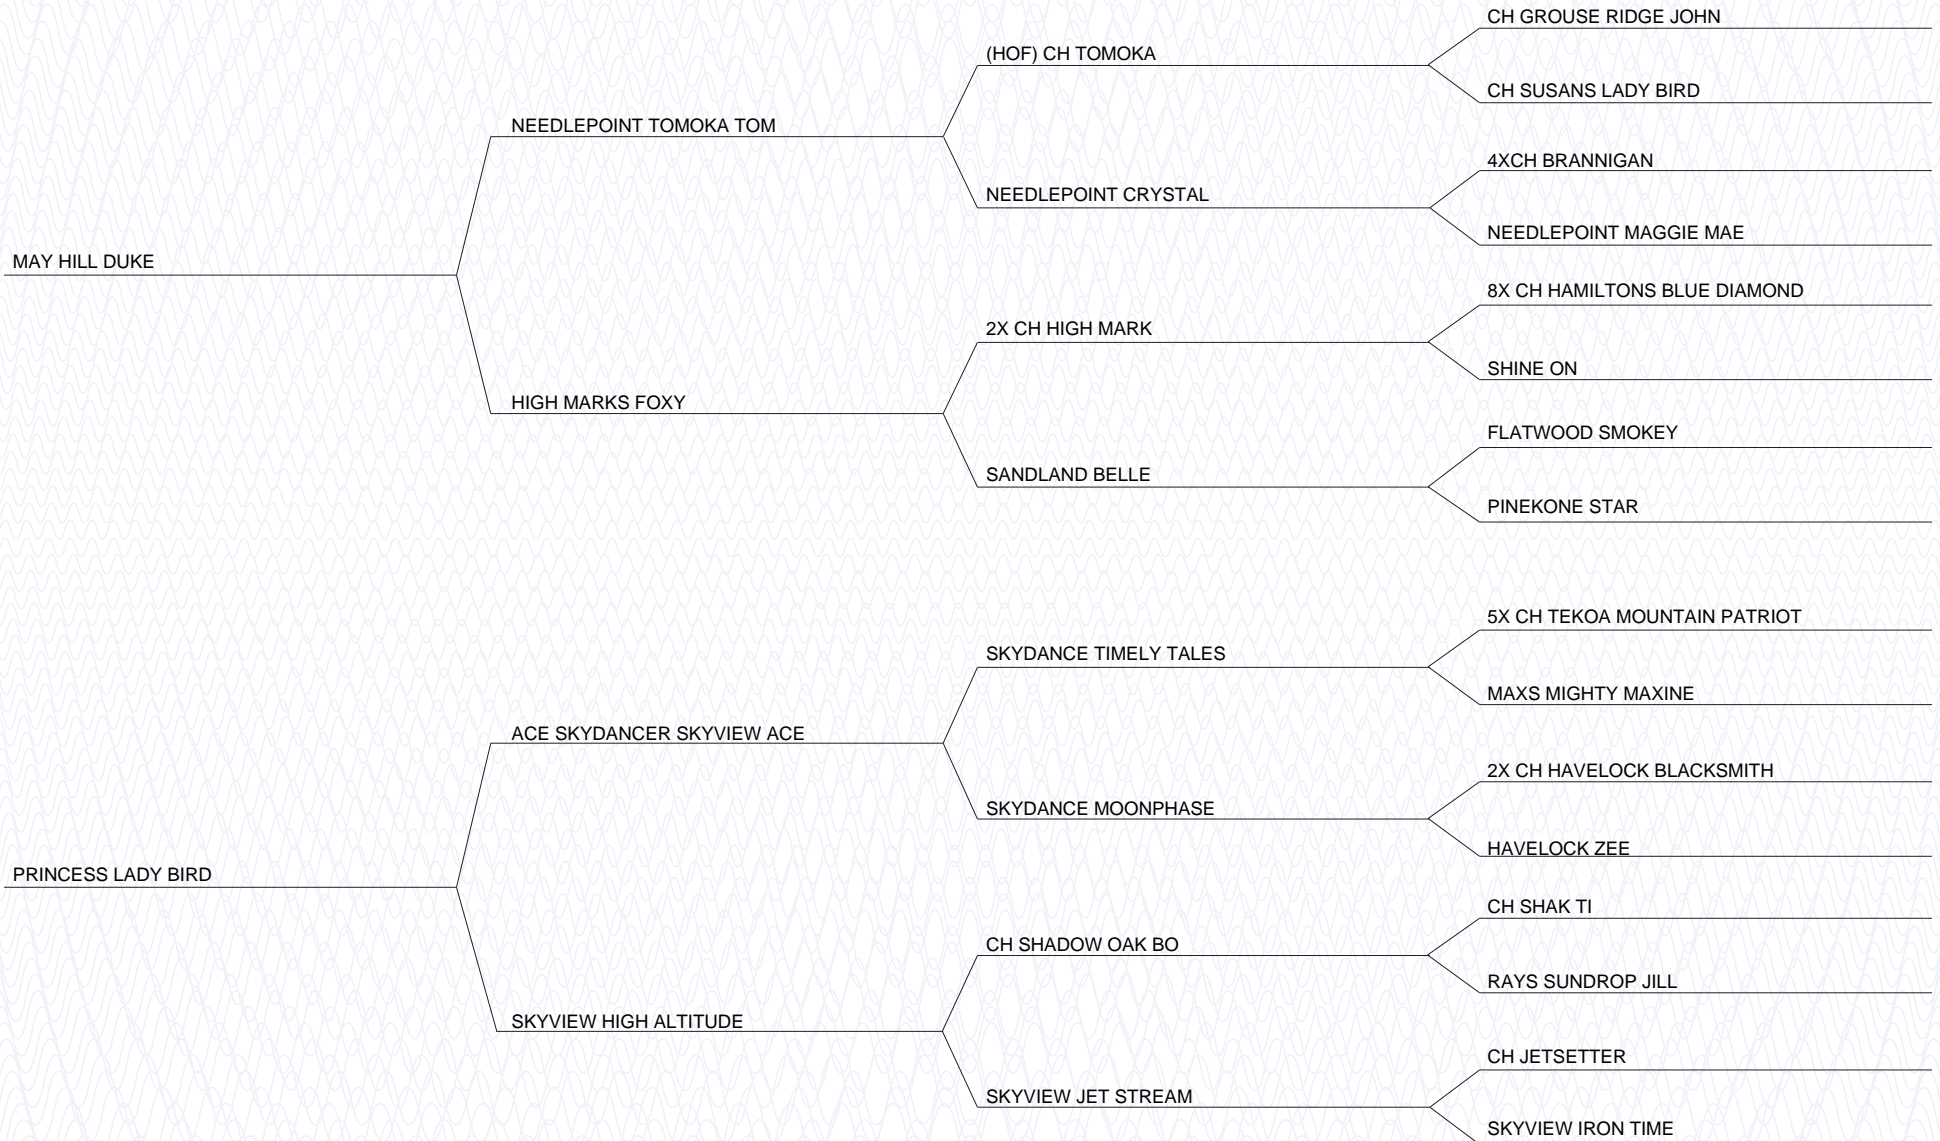 CH GROUSE RIDGE JOHN
(HOF) CH TOMOKA
CH SUSANS LADY BIRD
NEEDLEPOINT TOMOKA TOM
4XCH BRANNIGAN
NEEDLEPOINT CRYSTAL
NEEDLEPOINT MAGGIE MAE
MAY HILL DUKE
8X CH HAMILTONS BLUE DIAMOND
2X CH HIGH MARK
SHINE ON
HIGH MARKS FOXY
FLATWOOD SMOKEY
SANDLAND BELLE
PINEKONE STAR
5X CH TEKOA MOUNTAIN PATRIOT
SKYDANCE TIMELY TALES
MAXS MIGHTY MAXINE
ACE SKYDANCER SKYVIEW ACE
2X CH HAVELOCK BLACKSMITH
SKYDANCE MOONPHASE
HAVELOCK ZEE
PRINCESS LADY BIRD
CH SHAK TI
CH SHADOW OAK BO
RAYS SUNDROP JILL
SKYVIEW HIGH ALTITUDE
CH JETSETTER
SKYVIEW JET STREAM
SKYVIEW IRON TIME